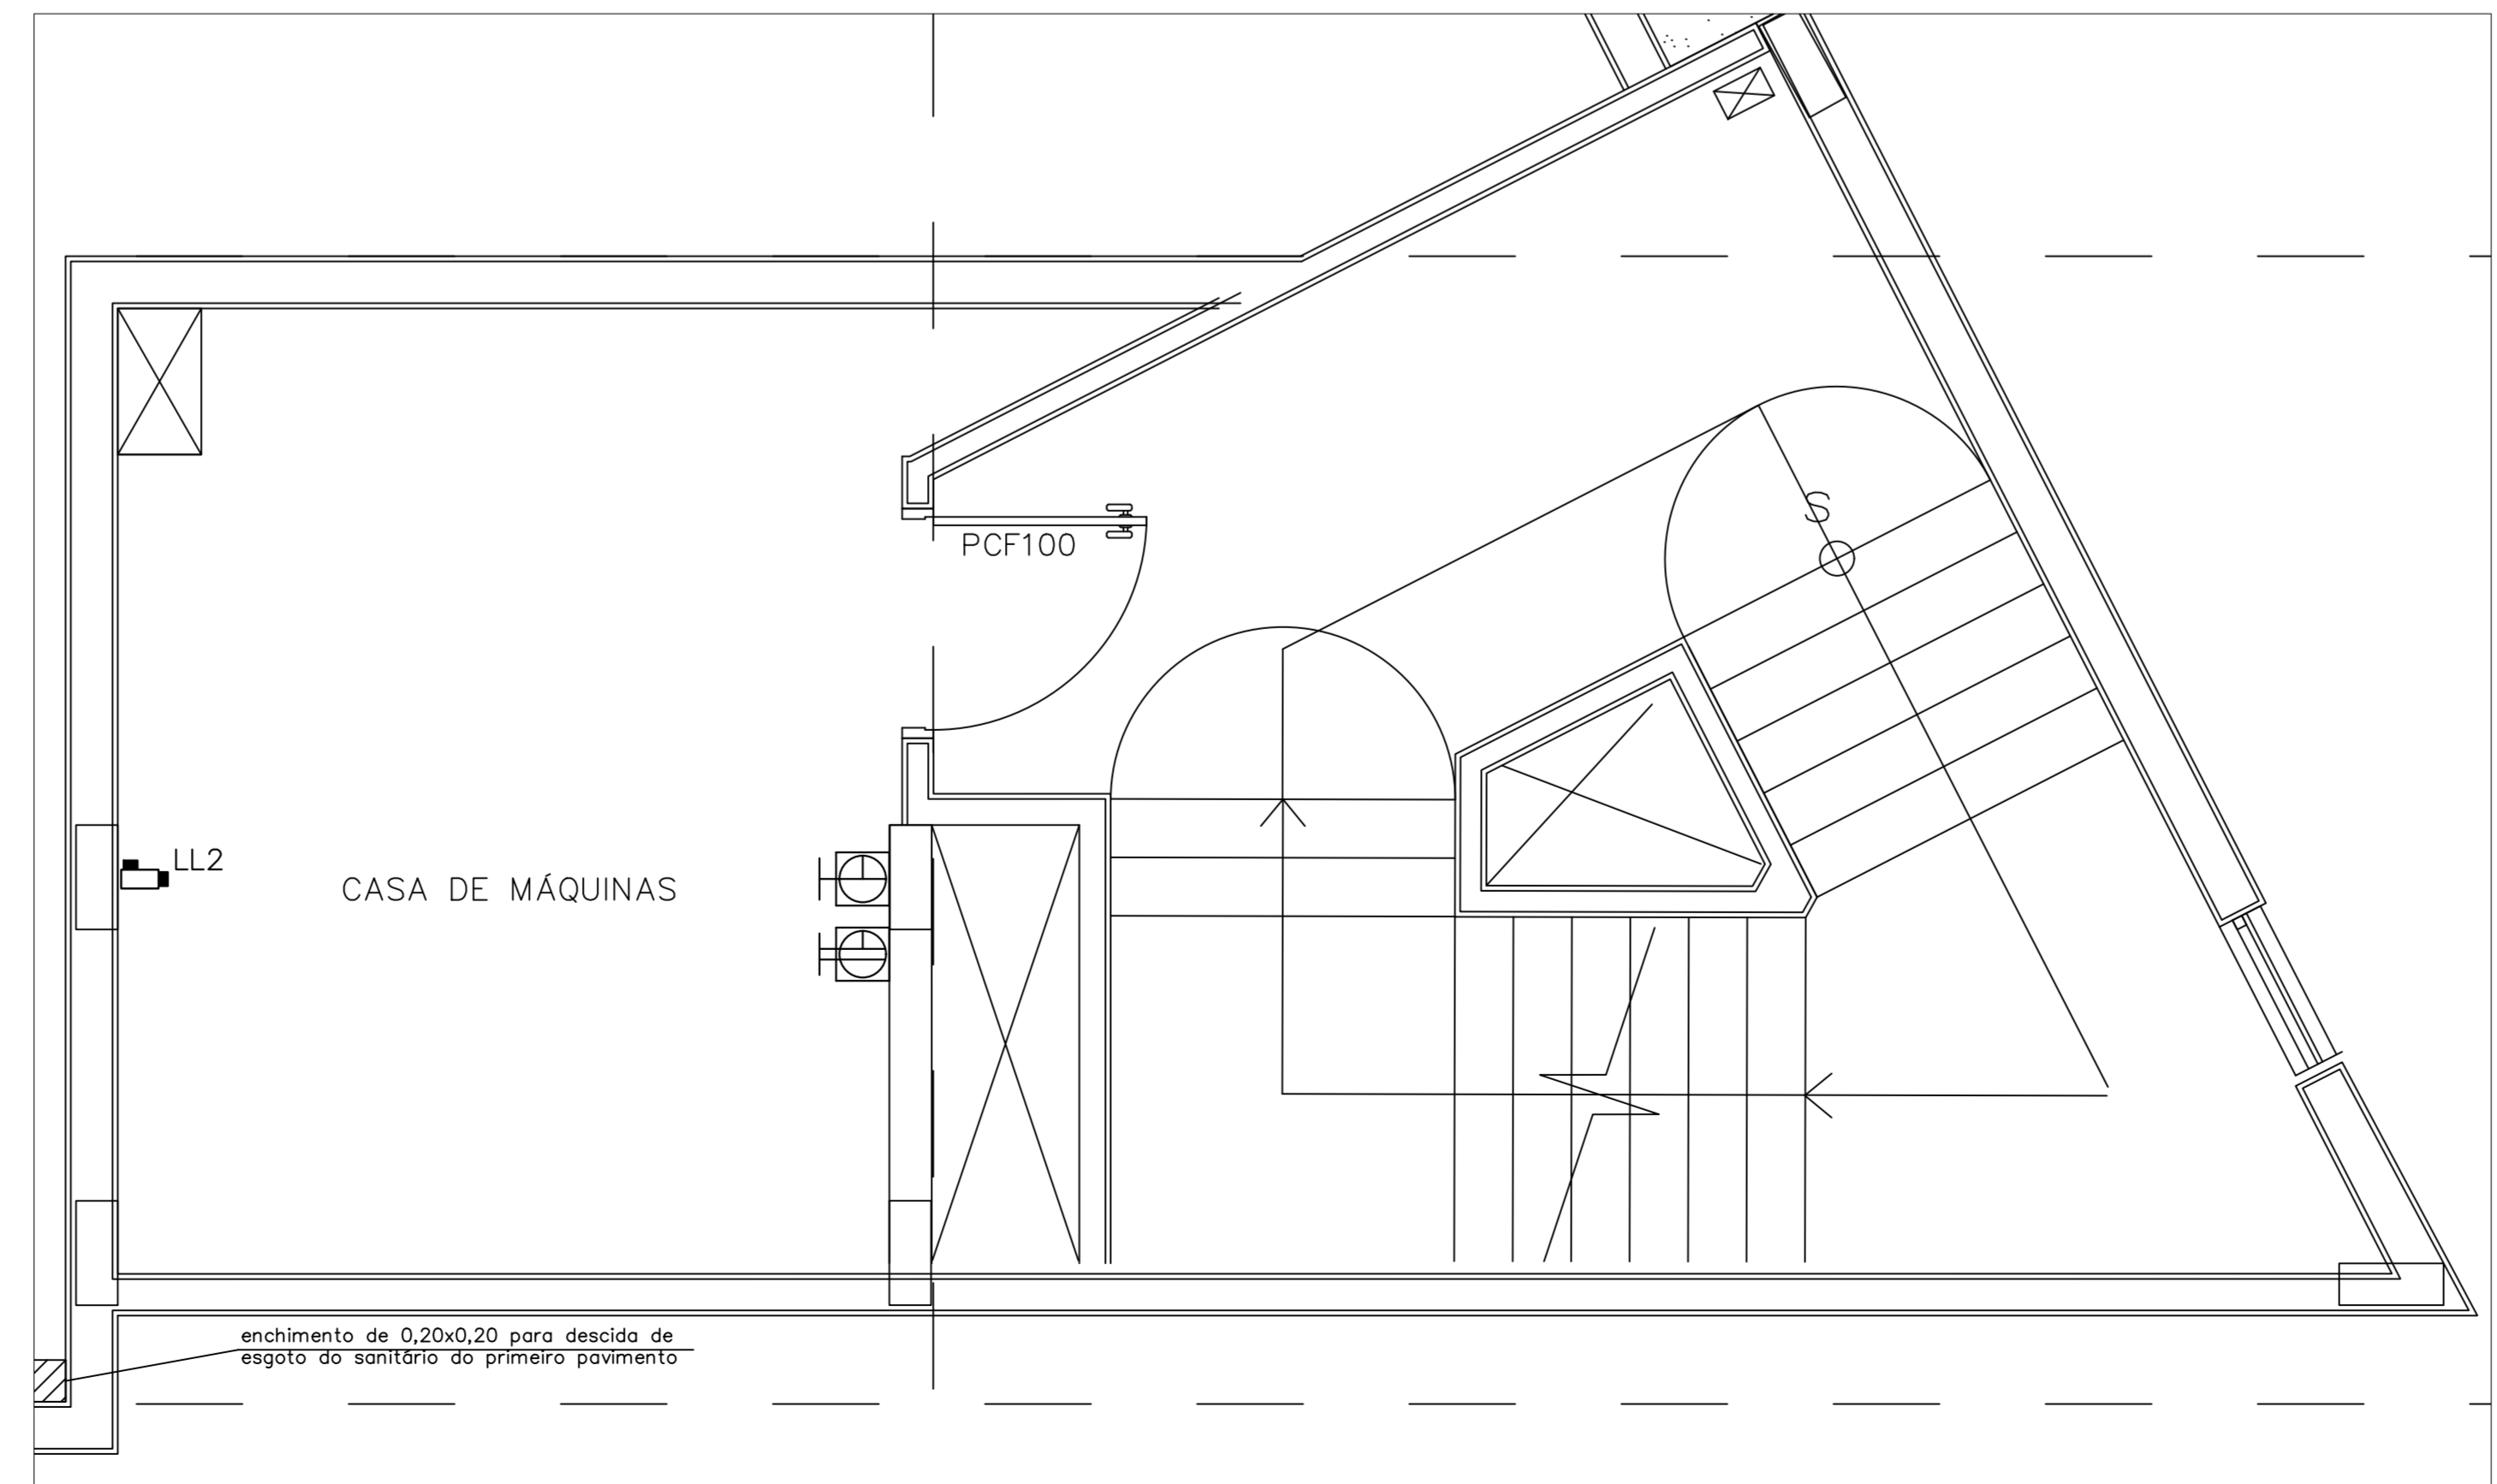 S
PCF100
LL2
CASA DE MÁQUINAS
enchimento de 0,20x0,20 para descida de
esgoto do sanitário do primeiro pavimento